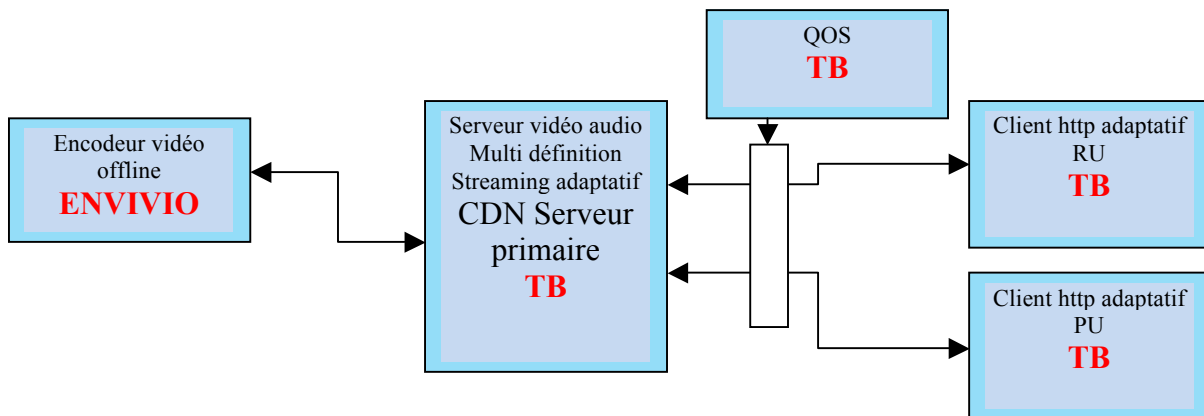 Encodeur vidéo
offline
ENVIVIO
Serveur vidéo audio
Multi définition
Streaming adaptatif
CDN Serveur
primaire
TB
QOS
TB
Client http adaptatif
RU
TB
Client http adaptatif
PU
TB